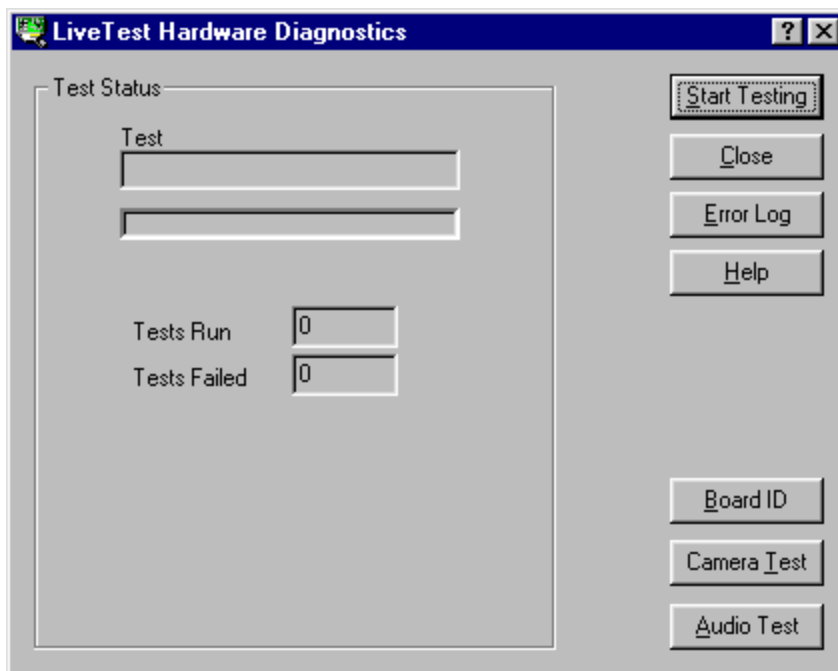 LiveTest Hardware Diagnostics
Test Status
Test
Tests Run 0
Tests Failed 0
Start Testing
Close
Error Log
Help
Board ID
Camera Test
Audio Test